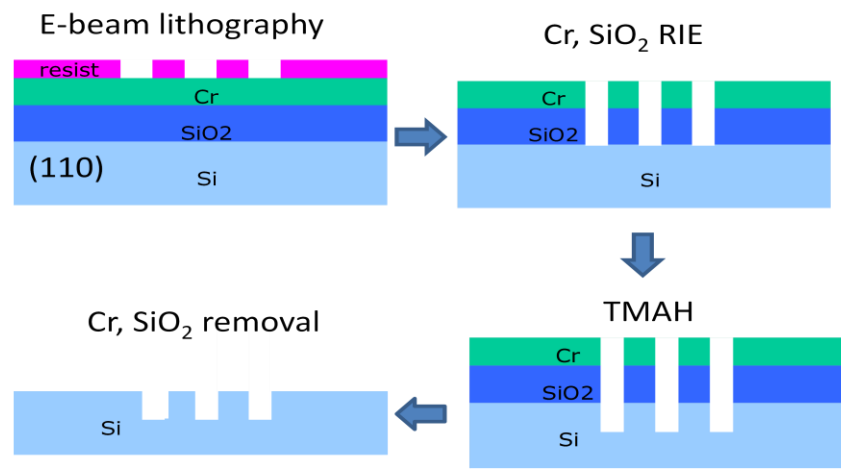 E-beam lithography
resist
Cr
SiO2
(110)
Si
Cr, SiO₂ RIE
Cr
SiO2
Si
TMAH
Cr
SiO2
Si
Cr, SiO₂ removal
Si